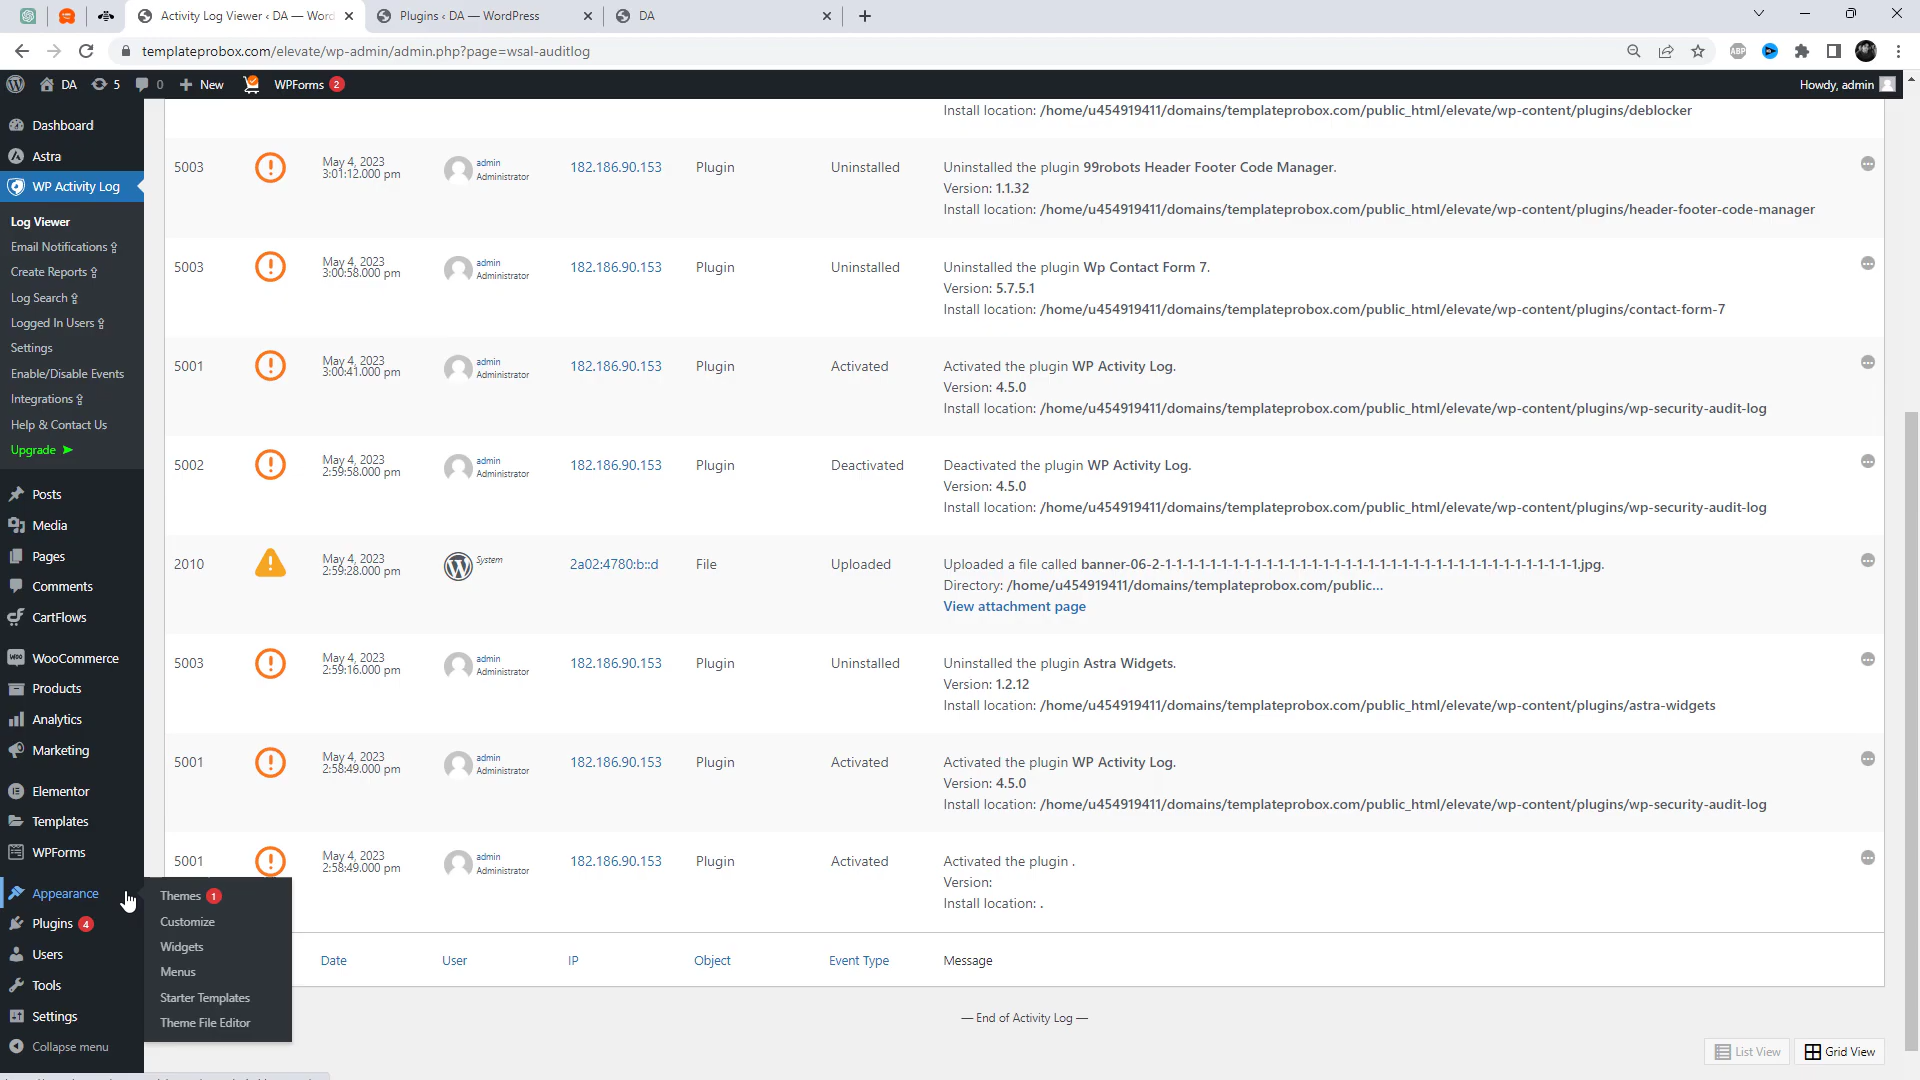 Activity Log Viewer ‹ DA — Word
Plugins ‹ DA — WordPress
DA
templateprobox.com/elevate/wp-admin/admin.php?page=wsal-auditlog
ABP
DA
5
0
New
WPForms 2
Howdy, admin
Dashboard
Astra
WP Activity Log
Log Viewer
Email Notifications
Create Reports
Log Search
Logged In Users
Settings
Enable/Disable Events
Integrations
Help & Contact Us
Upgrade ➤
Posts
Media
Pages
Comments
CartFlows
WooCommerce
Products
Analytics
Marketing
Elementor
Templates
WPForms
Appearance
Plugins 4
Users
Tools
Settings
Collapse menu
Themes 1
Customize
Widgets
Menus
Starter Templates
Theme File Editor
Install location: /home/u454919411/domains/templateprobox.com/public_html/elevate/wp-content/plugins/deblocker
5003
May 4, 2023
3:01:12.000 pm
admin
Administrator
182.186.90.153
Plugin
Uninstalled
Uninstalled the plugin 99robots Header Footer Code Manager.
Version: 1.1.32
Install location: /home/u454919411/domains/templateprobox.com/public_html/elevate/wp-content/plugins/header-footer-code-manager
5003
May 4, 2023
3:00:58.000 pm
admin
Administrator
182.186.90.153
Plugin
Uninstalled
Uninstalled the plugin Wp Contact Form 7.
Version: 5.7.5.1
Install location: /home/u454919411/domains/templateprobox.com/public_html/elevate/wp-content/plugins/contact-form-7
5001
May 4, 2023
3:00:41.000 pm
admin
Administrator
182.186.90.153
Plugin
Activated
Activated the plugin WP Activity Log.
Version: 4.5.0
Install location: /home/u454919411/domains/templateprobox.com/public_html/elevate/wp-content/plugins/wp-security-audit-log
5002
May 4, 2023
2:59:58.000 pm
admin
Administrator
182.186.90.153
Plugin
Deactivated
Deactivated the plugin WP Activity Log.
Version: 4.5.0
Install location: /home/u454919411/domains/templateprobox.com/public_html/elevate/wp-content/plugins/wp-security-audit-log
2010
May 4, 2023
2:59:28.000 pm
System
2a02:4780:b::d
File
Uploaded
Uploaded a file called banner-06-2-1-1-1-1-1-1-1-1-1-1-1-1-1-1-1-1-1-1-1-1-1-1-1-1-1-1-1-1-1-1-1-1-1-1-1.jpg.
Directory: /home/u454919411/domains/templateprobox.com/public...
View attachment page
5003
May 4, 2023
2:59:16.000 pm
admin
Administrator
182.186.90.153
Plugin
Uninstalled
Uninstalled the plugin Astra Widgets.
Version: 1.2.12
Install location: /home/u454919411/domains/templateprobox.com/public_html/elevate/wp-content/plugins/astra-widgets
5001
May 4, 2023
2:58:49.000 pm
admin
Administrator
182.186.90.153
Plugin
Activated
Activated the plugin WP Activity Log.
Version: 4.5.0
Install location: /home/u454919411/domains/templateprobox.com/public_html/elevate/wp-content/plugins/wp-security-audit-log
5001
May 4, 2023
2:58:49.000 pm
admin
Administrator
182.186.90.153
Plugin
Activated
Activated the plugin .
Version:
Install location: .
Date
User
IP
Object
Event Type
Message
— End of Activity Log —
List View
Grid View